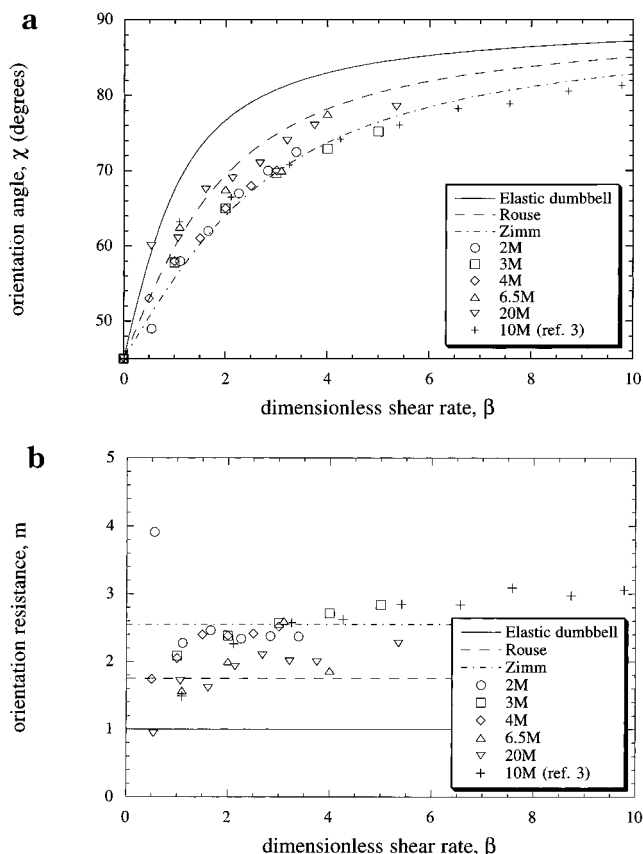 a
90
80
70
60
50
orientation angle, χ (degrees)
Elastic dumbbell
Rouse
Zimm
2M
3M
4M
6.5M
20M
10M (ref. 3)
0 2 4 6 8 10
dimensionless shear rate, β
b
5
4
3
2
1
0
orientation resistance, m
Elastic dumbbell
Rouse
Zimm
2M
3M
4M
6.5M
20M
10M (ref. 3)
0 2 4 6 8 10
dimensionless shear rate, β